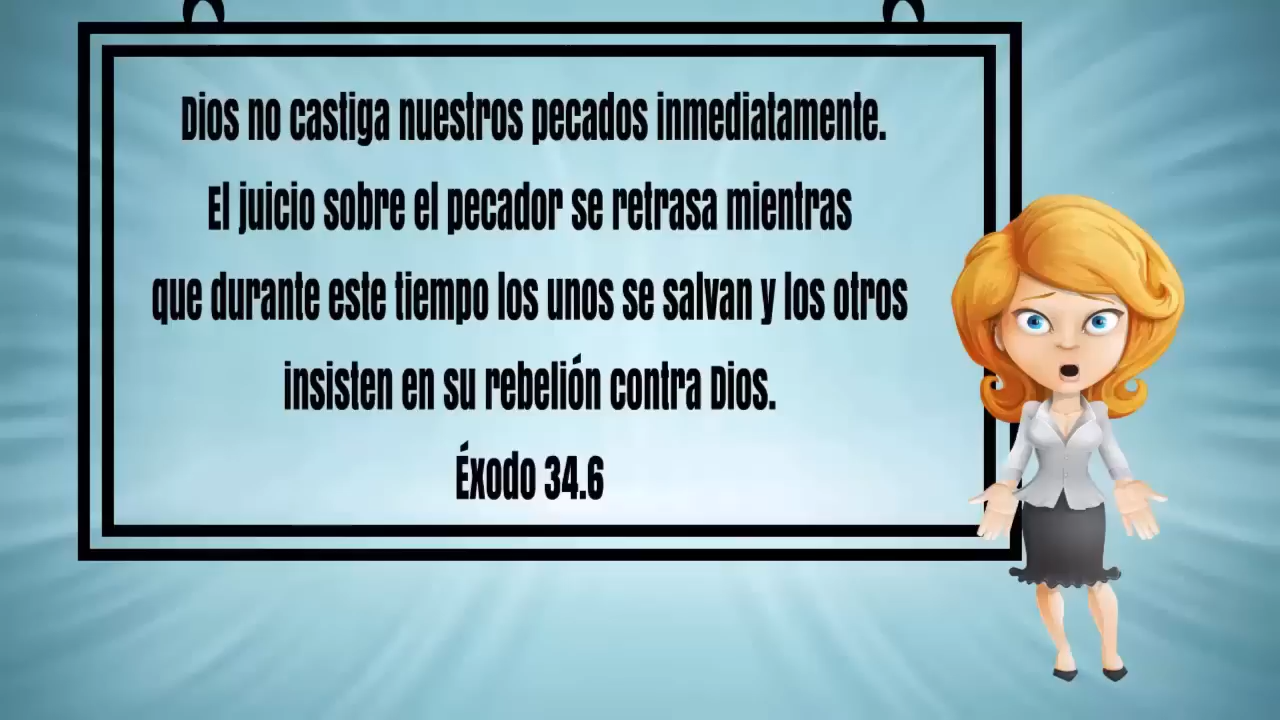 Dios no castiga nuestros pecados inmediatamente.
El juicio sobre el pecador se retrasa mientras
que durante este tiempo los unos se salvan y los otros
insisten en su rebelión contra Dios.
Éxodo 34.6